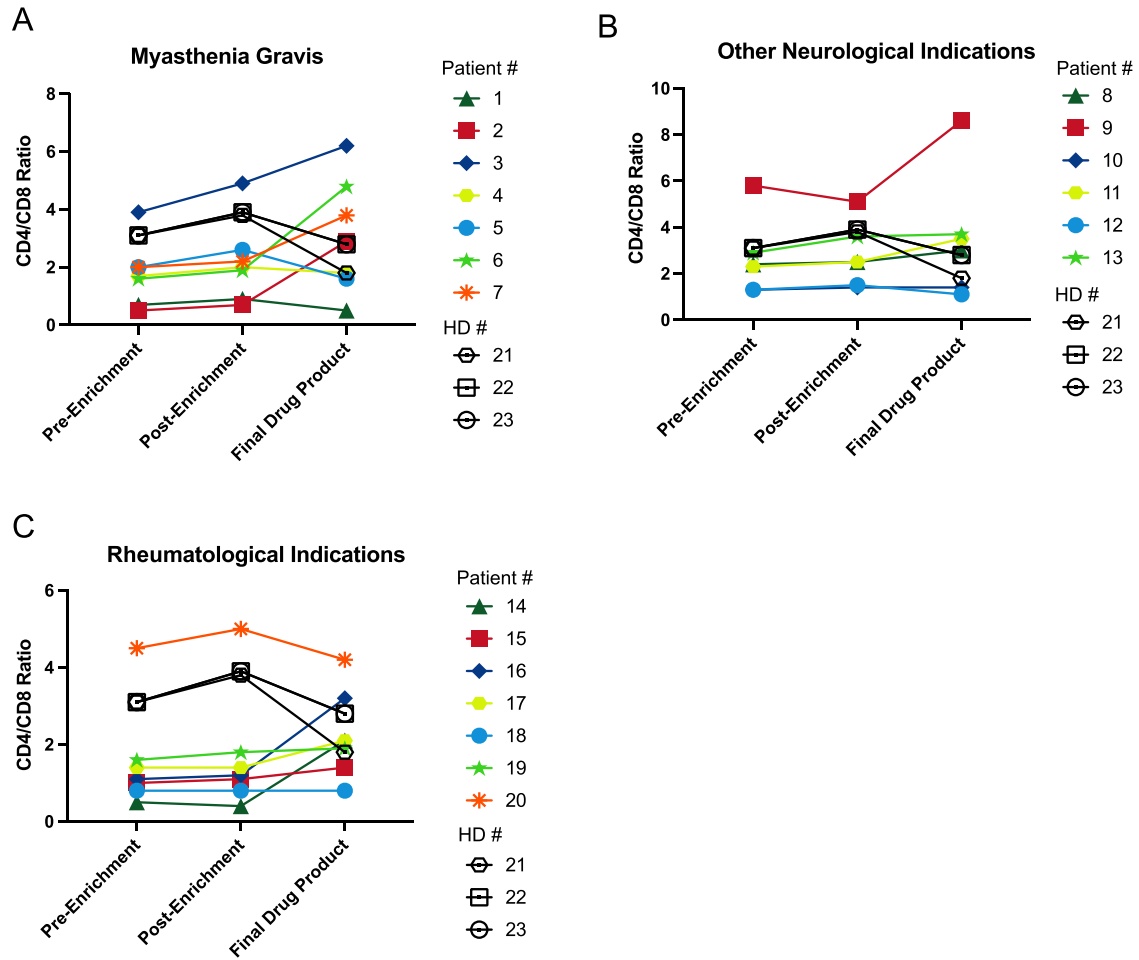 A
Myasthenia Gravis
CD4/CD8 Ratio
8
6
4
2
0
Pre-Enrichment
Post-Enrichment
Final Drug Product
Patient #
1
2
3
4
5
6
7
HD #
21
22
23
B
Other Neurological Indications
CD4/CD8 Ratio
10
8
6
4
2
0
Pre-Enrichment
Post-Enrichment
Final Drug Product
Patient #
8
9
10
11
12
13
HD #
21
22
23
C
Rheumatological Indications
CD4/CD8 Ratio
6
4
2
0
Pre-Enrichment
Post-Enrichment
Final Drug Product
Patient #
14
15
16
17
18
19
20
HD #
21
22
23